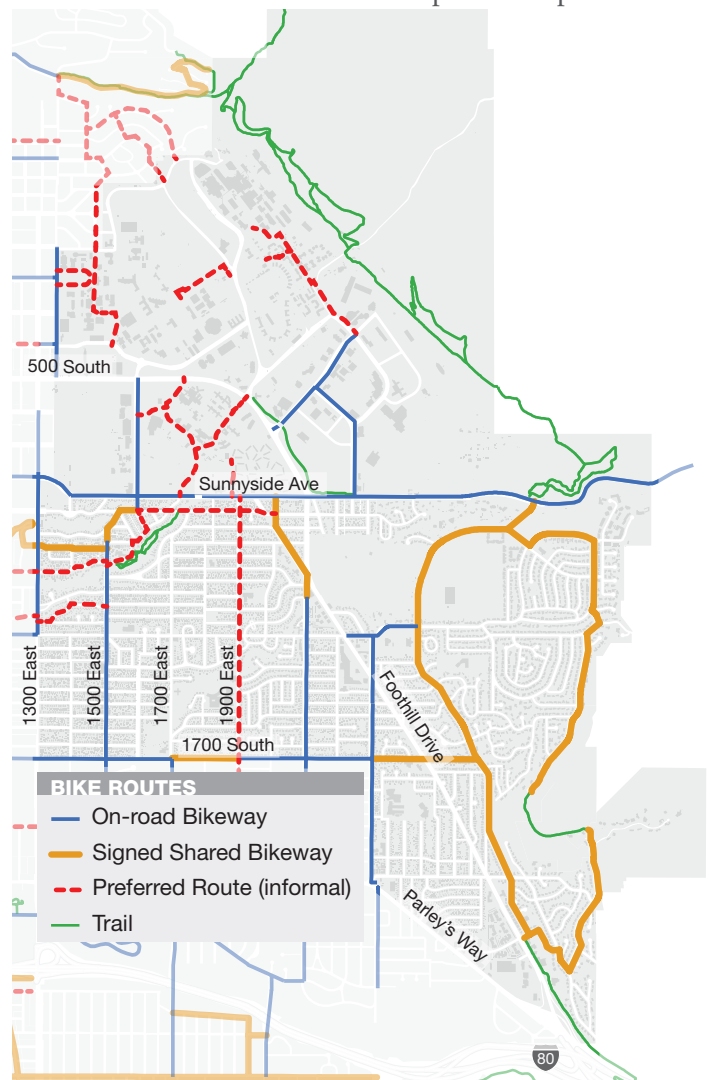 500 South
Sunnyside Ave
1300 East
1500 East
1700 East
1900 East
Foothill Drive
1700 South
BIKE ROUTES
On-road Bikeway
Signed Shared Bikeway
Preferred Route (informal)
Trail
Parley's Way
80